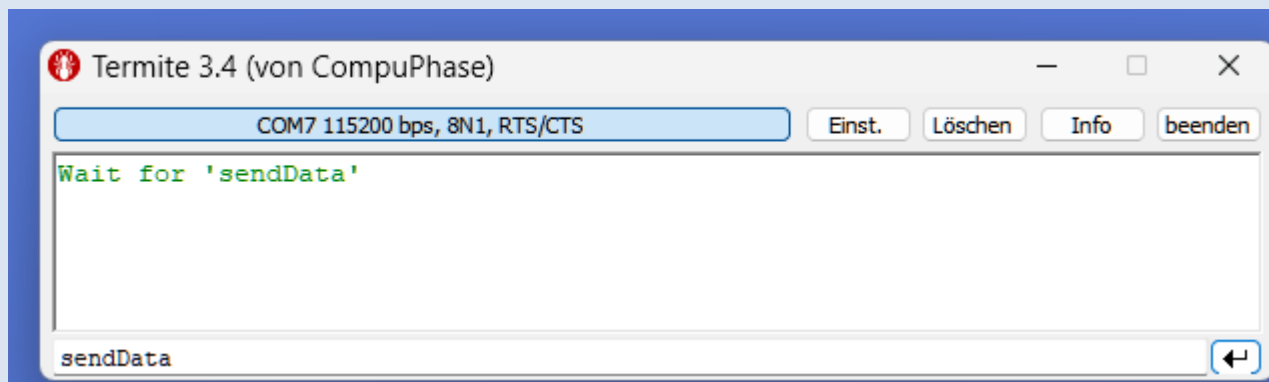 Termite 3.4 (von CompuPhase)
COM7 115200 bps, 8N1, RTS/CTS Einst. Löschen Info beenden
Wait for 'sendData'
sendData